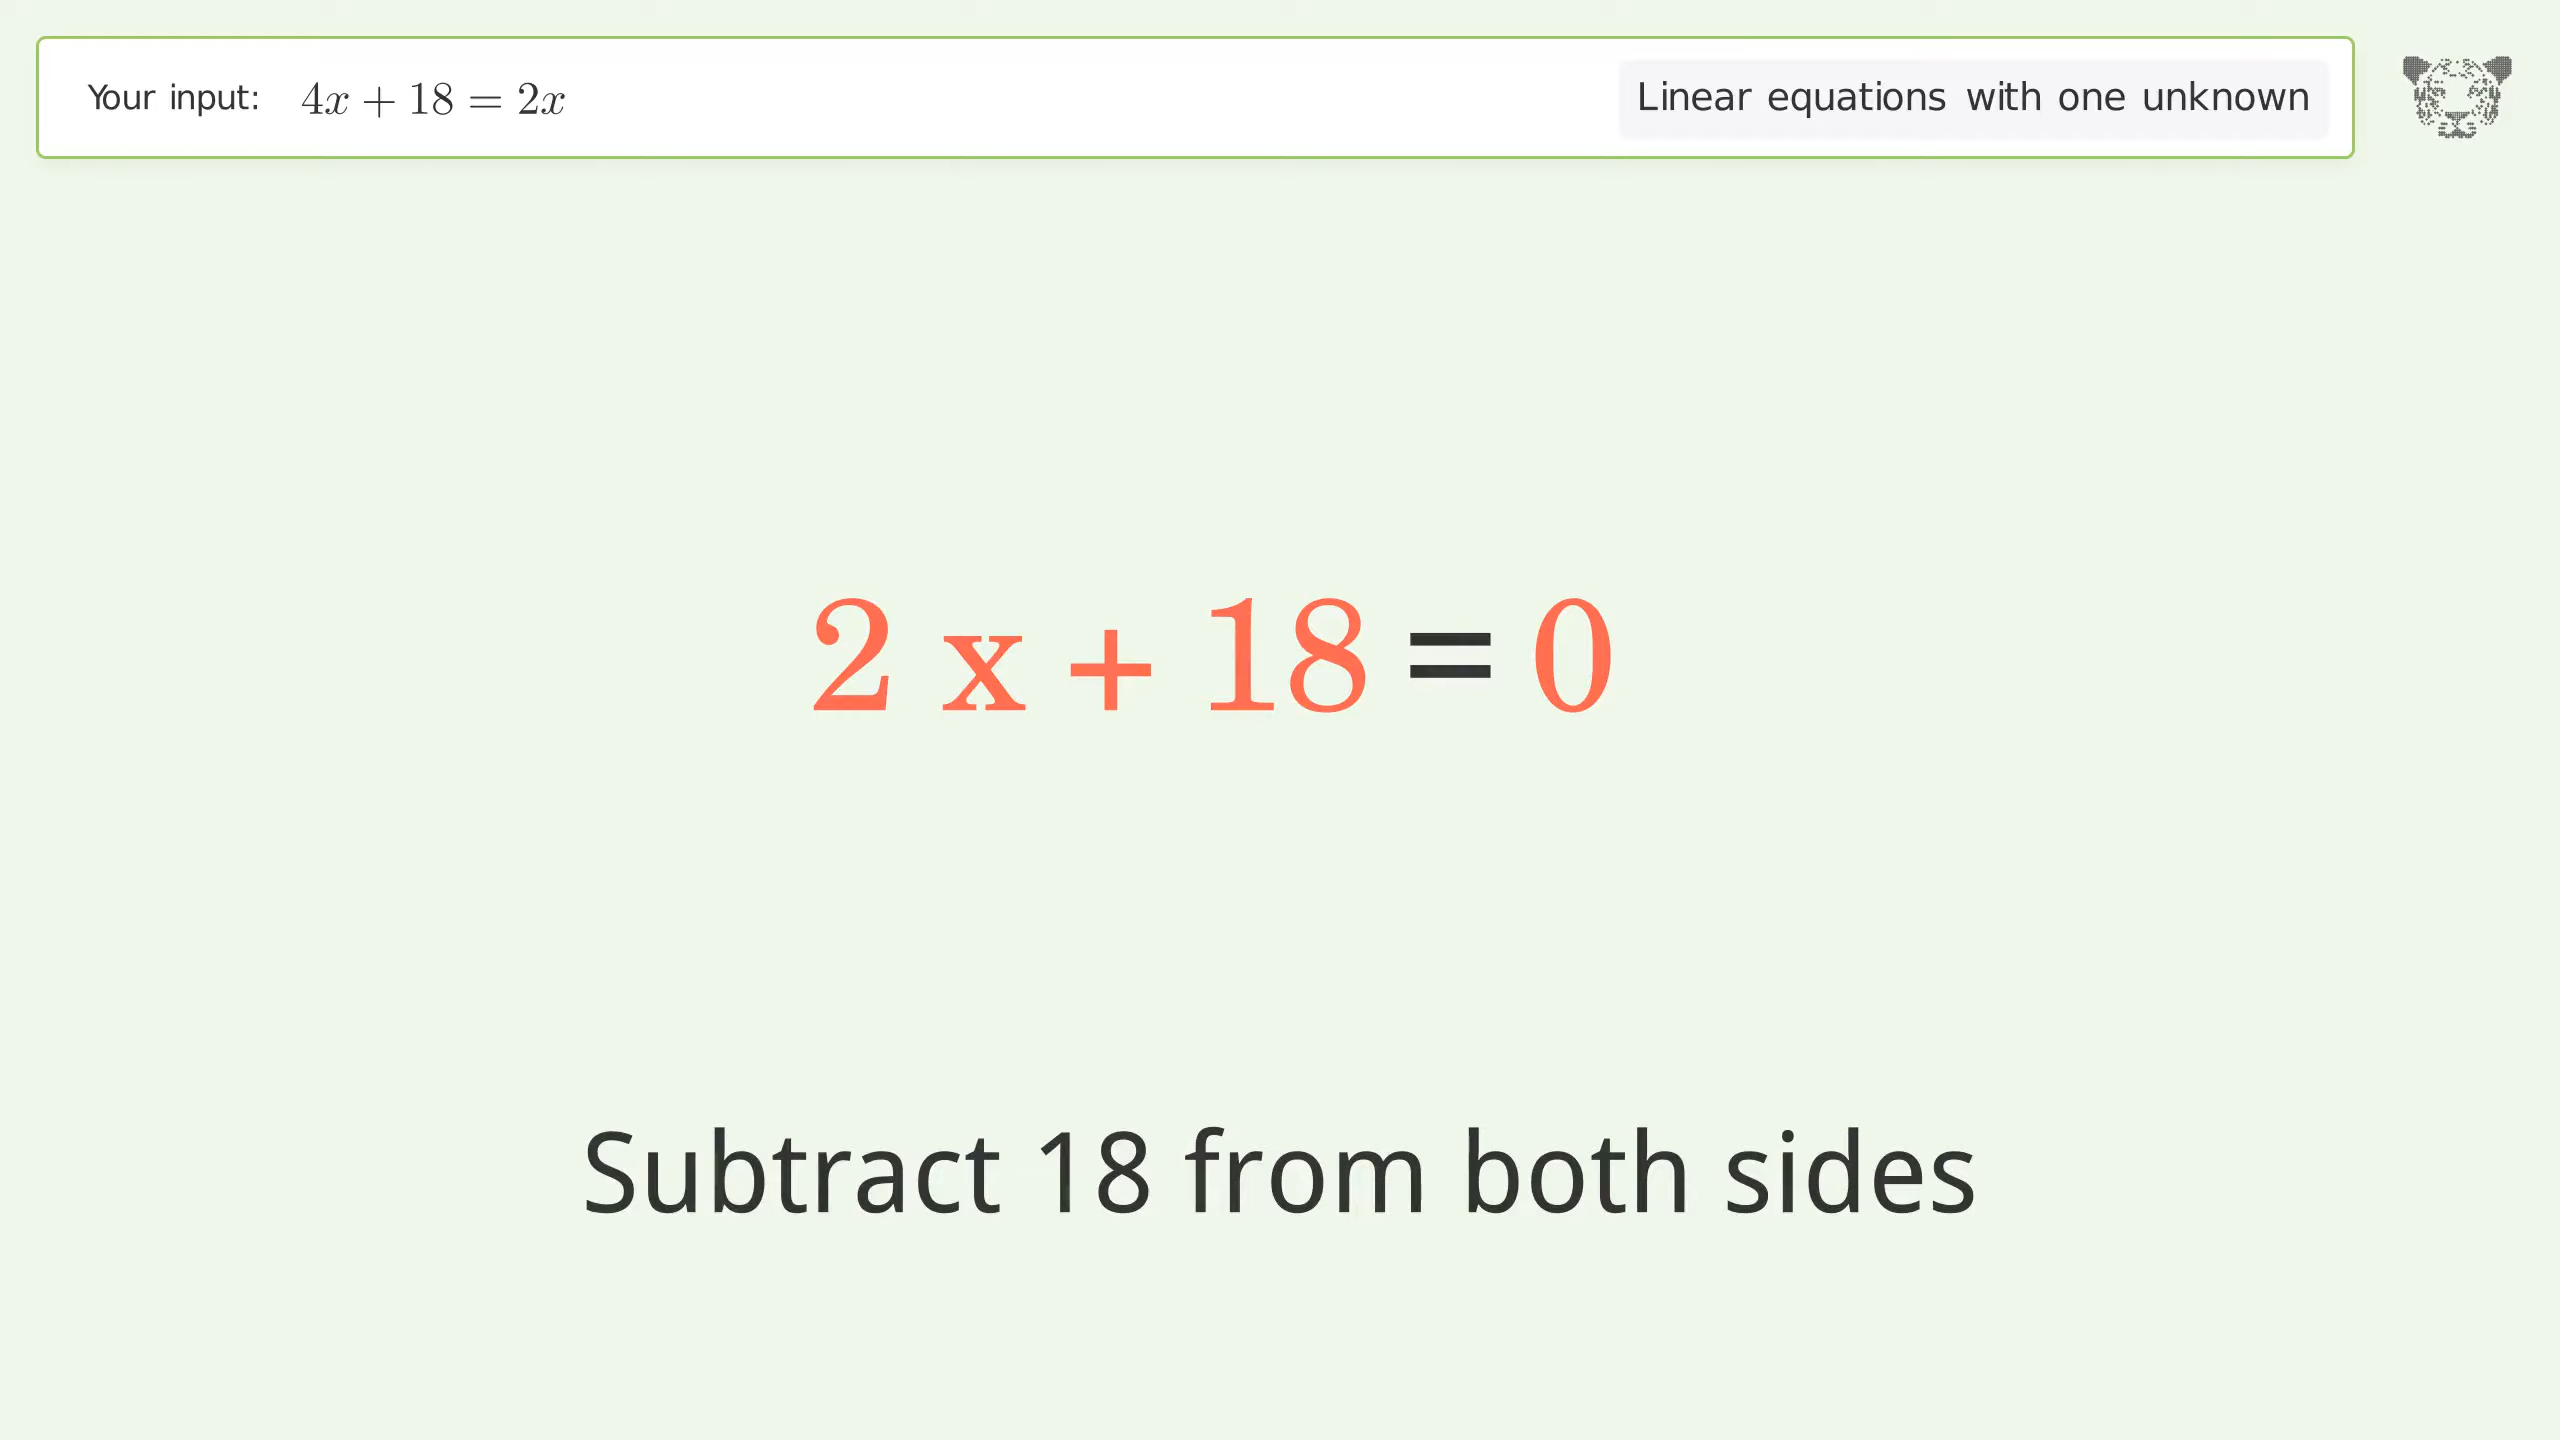 Your input: 4x + 18 = 2x
Linear equations with one unknown
2 x + 18 = 0
Subtract 18 from both sides